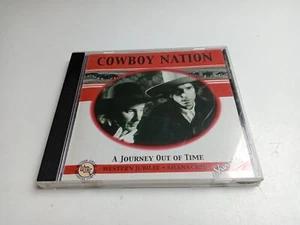 COWBOY NATION
A JOURNEY OUT OF TIME
WESTERN JUBILEE